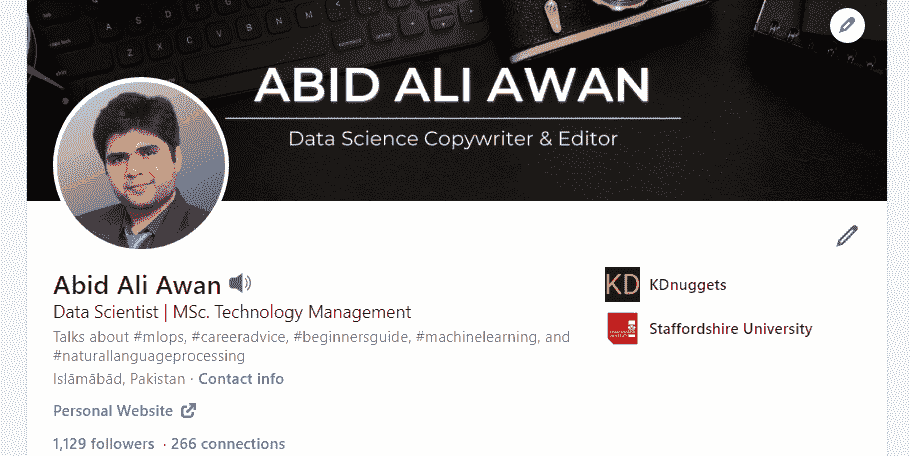 ABID ALI AWAN
Data Science Copywriter & Editor
Abid Ali Awan
Data Scientist | MSc. Technology Management
Talks about #mlops, #careeradvice, #beginnersguide, #machinelearning, and
#naturallanguageprocessing
Islāmābād, Pakistan · Contact info
Personal Website
1,129 followers · 266 connections
KD KDnuggets
Staffordshire University